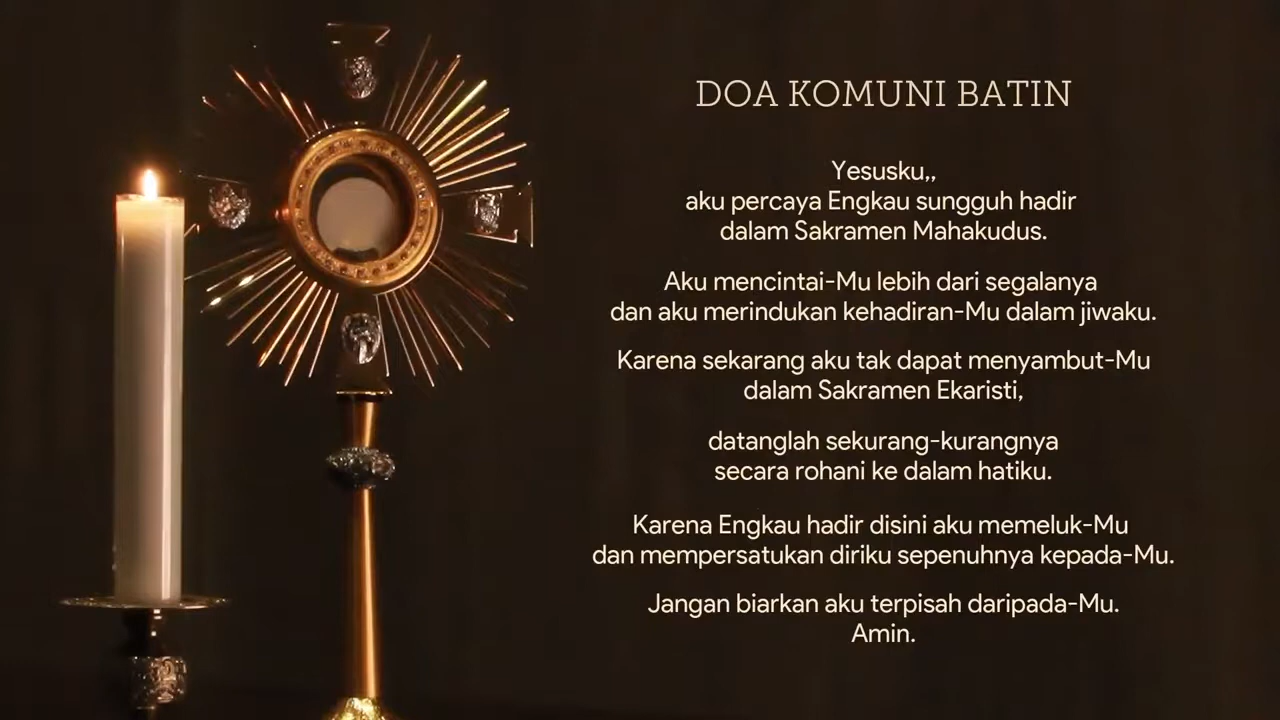 DOA KOMUNI BATIN
Yesusku,,
aku percaya Engkau sungguh hadir
dalam Sakramen Mahakudus.
Aku mencintai-Mu lebih dari segalanya
dan aku merindukan kehadiran-Mu dalam jiwaku.
Karena sekarang aku tak dapat menyambut-Mu
dalam Sakramen Ekaristi,
datanglah sekurang-kurangnya
secara rohani ke dalam hatiku.
Karena Engkau hadir disini aku memeluk-Mu
dan mempersatukan diriku sepenuhnya kepada-Mu.
Jangan biarkan aku terpisah daripada-Mu.
Amin.